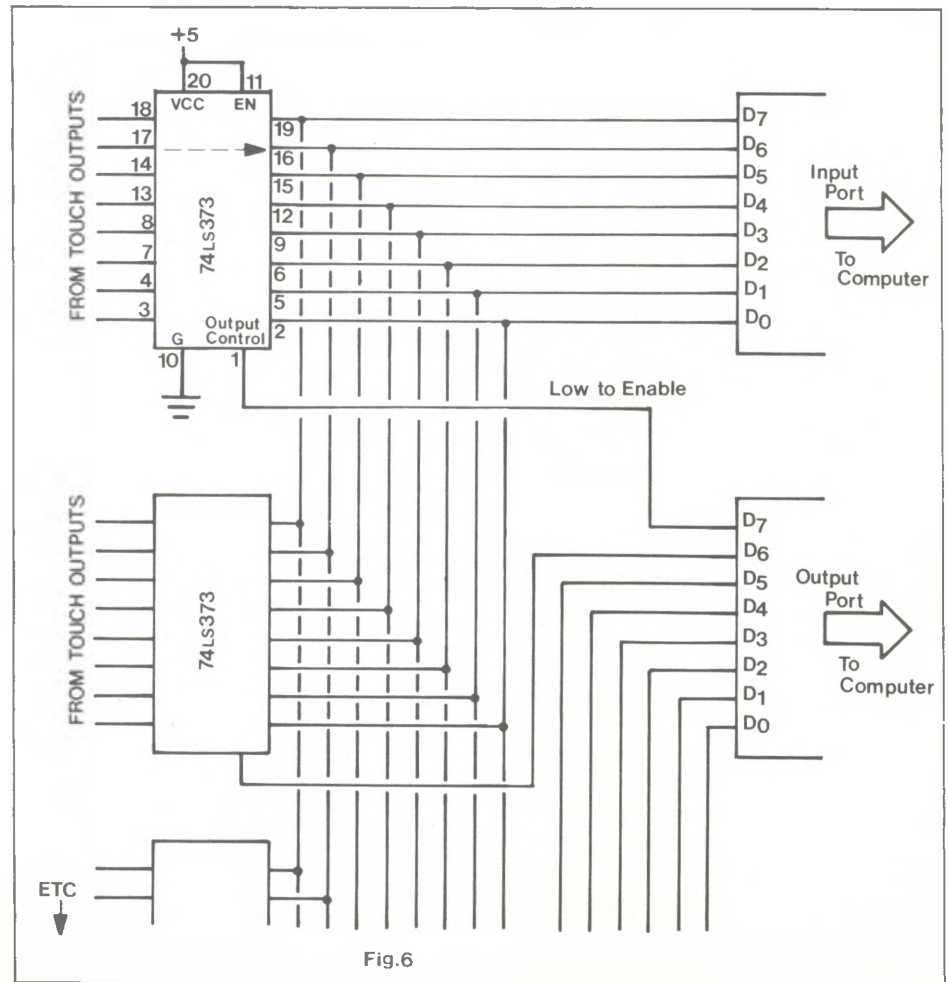 +5
20 11
VCC EN
FROM TOUCH OUTPUTS
18
17
14
13
8
7
4
3
74LS373
19
16
15
12
9
6
5
2
G
Output
Control
10
1
D7
D6
D5
D4
D3
D2
D1
D0
Input
Port
To
Computer
Low to Enable
FROM TOUCH OUTPUTS
74LS373
D7
D6
D5
D4
D3
D2
D1
D0
Output
Port
To
Computer
ETC
Fig.6